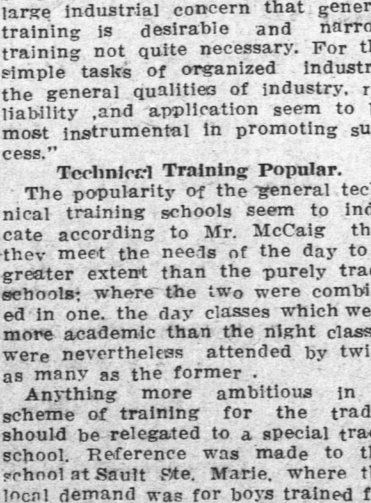 large industrial concern that gener
training is desirable and narro
training not quite necessary. For t
simple tasks of organized industr
the general qualities of industry, r
liability ,and application seem to
most instrumental in promoting su
cess."
Technical Training Popular.
The popularity of the general tec
nical training schools seem to ind
cate according to Mr. McCaig th
they meet the needs of the day to
greater extent than the purely trad
schools; where the two were combi
ed in one, the day classes which we
more academic than the night class
were nevertheless attended by twi
as many as the former .
Anything more ambitious in
scheme of training for the trad
should be relegated to a special tra
school. Reference was made to t
school at Sault Ste. Marie, where t
local demand was for boys trained f